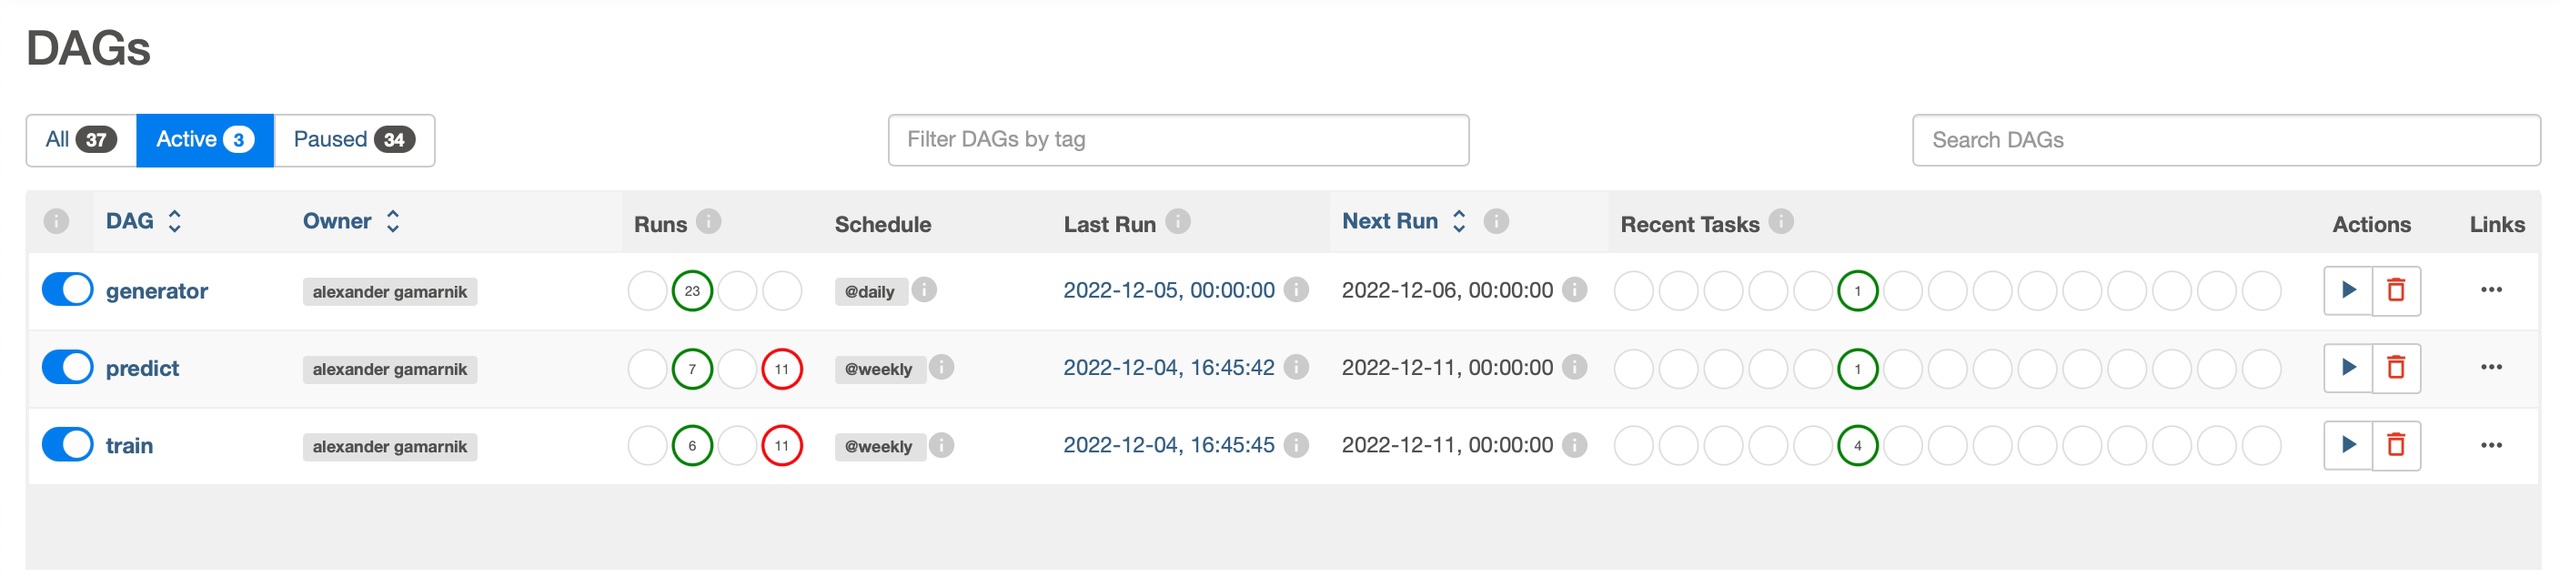 DAGs
All 37 Active 3 Paused 34 Filter DAGs by tag Search DAGs
DAG Owner Runs Schedule Last Run Next Run Recent Tasks Actions Links
generator alexander gamarnik 23 @daily 2022-12-05, 00:00:00 2022-12-06, 00:00:00 1
predict alexander gamarnik 7 11 @weekly 2022-12-04, 16:45:42 2022-12-11, 00:00:00 1
train alexander gamarnik 6 11 @weekly 2022-12-04, 16:45:45 2022-12-11, 00:00:00 4